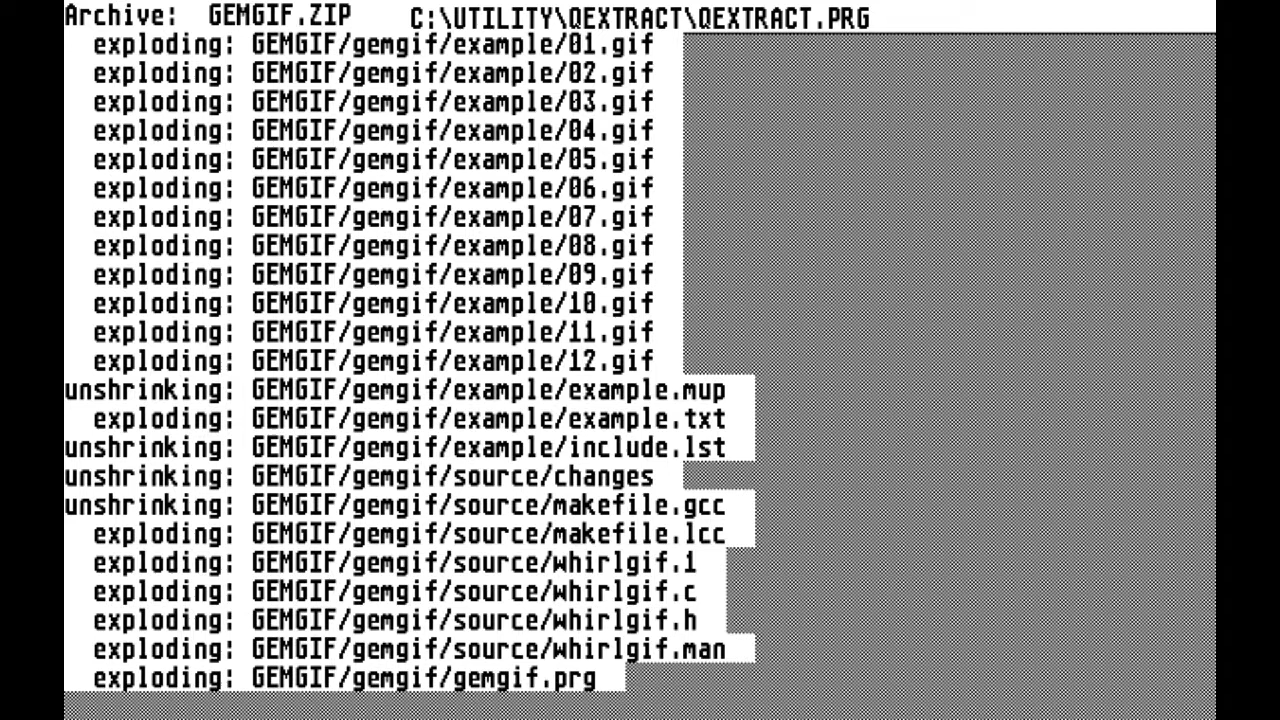 Archive:  GEMGIF.ZIP    C:\UTILITY\QEXTRACT\QEXTRACT.PRG
  exploding: GEMGIF/gemgif/example/01.gif
  exploding: GEMGIF/gemgif/example/02.gif
  exploding: GEMGIF/gemgif/example/03.gif
  exploding: GEMGIF/gemgif/example/04.gif
  exploding: GEMGIF/gemgif/example/05.gif
  exploding: GEMGIF/gemgif/example/06.gif
  exploding: GEMGIF/gemgif/example/07.gif
  exploding: GEMGIF/gemgif/example/08.gif
  exploding: GEMGIF/gemgif/example/09.gif
  exploding: GEMGIF/gemgif/example/10.gif
  exploding: GEMGIF/gemgif/example/11.gif
  exploding: GEMGIF/gemgif/example/12.gif
unshrinking: GEMGIF/gemgif/example/example.mup
  exploding: GEMGIF/gemgif/example/example.txt
unshrinking: GEMGIF/gemgif/example/include.lst
unshrinking: GEMGIF/gemgif/source/changes
unshrinking: GEMGIF/gemgif/source/makefile.gcc
  exploding: GEMGIF/gemgif/source/makefile.lcc
  exploding: GEMGIF/gemgif/source/whirlgif.1
  exploding: GEMGIF/gemgif/source/whirlgif.c
  exploding: GEMGIF/gemgif/source/whirlgif.h
  exploding: GEMGIF/gemgif/source/whirlgif.man
  exploding: GEMGIF/gemgif/gemgif.prg